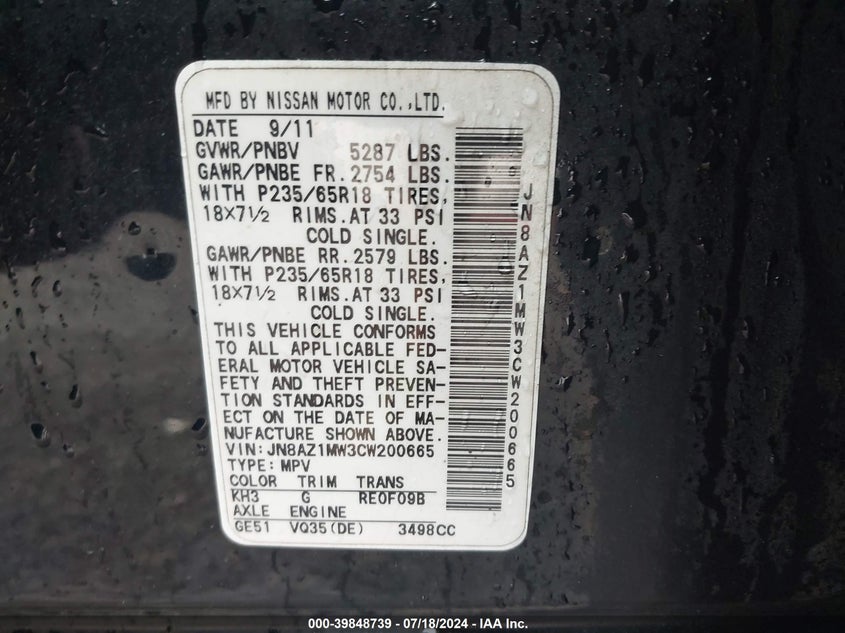 MFD BY NISSAN MOTOR CO.,LTD.
DATE 9/11
GVWR/PNBV 5287 LBS.
GAWR/PNBE FR.2754 LBS.
WITH P235/65R18 TIRES,
18X7½ RIMS.AT 33 PSI
COLD SINGLE.
GAWR/PNBE RR.2579 LBS.
WITH P235/65R18 TIRES,
18X7½ RIMS.AT 33 PSI
COLD SINGLE.
THIS VEHICLE CONFORMS
TO ALL APPLICABLE FED-
ERAL MOTOR VEHICLE SA-
FETY AND THEFT PREVEN-
TION STANDARDS IN EFF-
ECT ON THE DATE OF MA-
NUFACTURE SHOWN ABOVE.
VIN:JN8AZ1MW3CW200665
TYPE:MPV
COLOR TRIM TRANS
KH3 G RE0F09B
AXLE ENGINE
GE51 VQ35(DE) 3498CC
JN8AZ1MW3CW200665
000-39848739 - 07/18/2024 - IAA Inc.